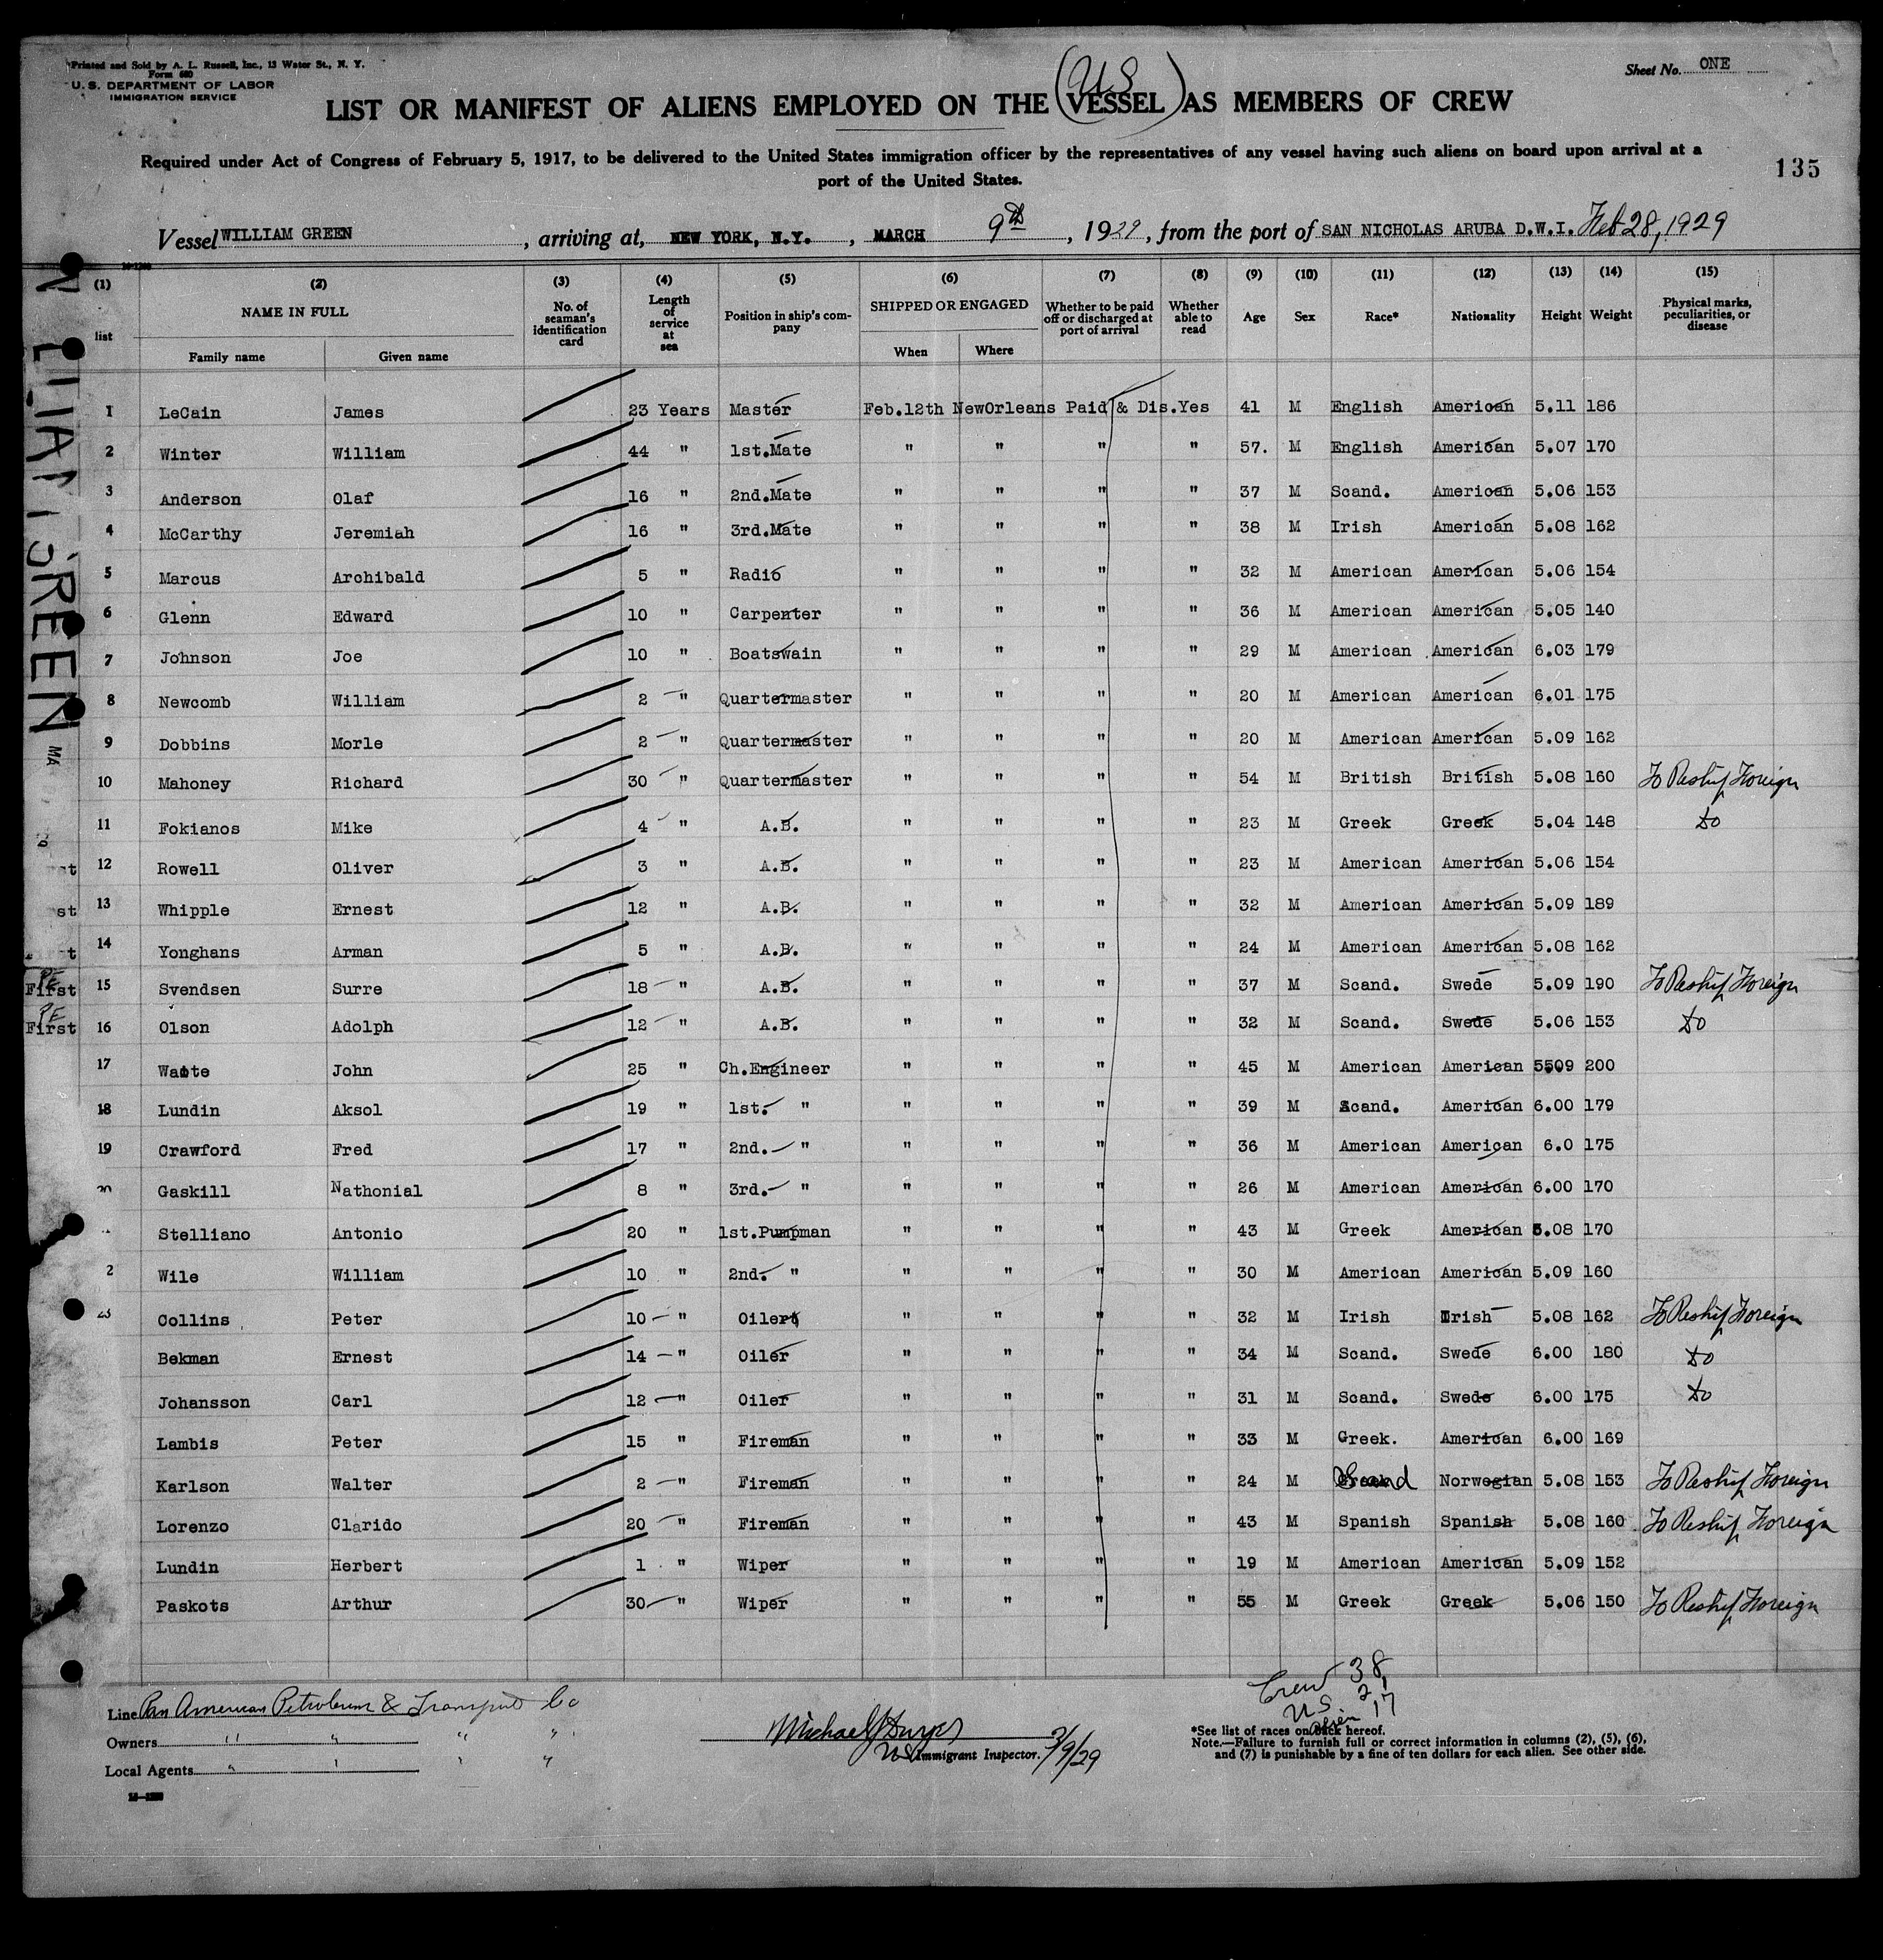 Printed and Sold by A. L. Russell, Inc., 13 Water St., N. Y.
Form 680
U. S. DEPARTMENT OF LABOR
IMMIGRATION SERVICE
Sheet No. ONE
US
LIST OR MANIFEST OF ALIENS EMPLOYED ON THE VESSEL AS MEMBERS OF CREW
Required under Act of Congress of February 5, 1917, to be delivered to the United States immigration officer by the representatives of any vessel having such aliens on board upon arrival at a
port of the United States.
135
Vessel WILLIAM GREEN, arriving at, NEW YORK, N.Y., MARCH 9th, 1929, from the port of SAN NICHOLAS ARUBA D.W.I. Feb 28, 1929
(1) (2) (3) (4) (5) (6) (7) (8) (9) (10) (11) (12) (13) (14) (15)
list NAME IN FULL Family name Given name No. of seaman's identification card Length of service at sea Position in ship's company SHIPPED OR ENGAGED When Where Whether to be paid off or discharged at port of arrival Whether able to read Age Sex Race* Nationality Height Weight Physical marks, peculiarities, or disease
1 LeCain James 23 Years Master Feb.12th NewOrleans Paid & Dis. Yes 41 M English American 5.11 186
2 Winter William 44 " 1st.Mate " " " " 57. M English American 5.07 170
3 Anderson Olaf 16 " 2nd.Mate " " " " 37 M Scand. American 5.06 153
4 McCarthy Jeremiah 16 " 3rd.Mate " " " " 38 M Irish American 5.08 162
5 Marcus Archibald 5 " Radio " " " " 32 M American American 5.06 154
6 Glenn Edward 10 " Carpenter " " " " 36 M American American 5.05 140
7 Johnson Joe 10 " Boatswain " " " " 29 M American American 6.03 179
8 Newcomb William 2 " Quartermaster " " " " 20 M American American 6.01 175
9 Dobbins Morle 2 " Quartermaster " " " " 20 M American American 5.09 162
10 Mahoney Richard 30 " Quartermaster " " " " 54 M British British 5.08 160 To Reship Foreign
11 Fokianos Mike 4 " A.B. " " " " 23 M Greek Greek 5.04 148 do
12 Rowell Oliver 3 " A.B. " " " " 23 M American American 5.06 154
13 Whipple Ernest 12 " A.B. " " " " 32 M American American 5.09 189
14 Yonghans Arman 5 " A.B. " " " " 24 M American American 5.08 162
First 15 Svendsen Surre 18 " A.B. " " " " 37 M Scand. Swede 5.09 190 To Reship Foreign
First 16 Olson Adolph 12 " A.B. " " " " 32 M Scand. Swede 5.06 153 do
17 Waite John 25 " Ch.Engineer " " " " 45 M American American 5509 200
18 Lundin Aksol 19 " 1st. " " " " " 39 M Scand. American 6.00 179
19 Crawford Fred 17 " 2nd. " " " " " 36 M American American 6.0 175
20 Gaskill Nathonial 8 " 3rd. " " " " " 26 M American American 6.00 170
Stelliano Antonio 20 " 1st.Pumpman " " " " 43 M Greek American 5.08 170
2 Wile William 10 " 2nd. " " " " " 30 M American American 5.09 160
23 Collins Peter 10 " Oiler " " " " 32 M Irish Irish 5.08 162 To Reship Foreign
Bekman Ernest 14 " Oiler " " " " 34 M Scand. Swede 6.00 180 do
Johansson Carl 12 " Oiler " " " " 31 M Scand. Swede 6.00 175 do
Lambis Peter 15 " Fireman " " " " 33 M Greek. American 6.00 169
Karlson Walter 2 " Fireman " " " " 24 M Scand Norwegian 5.08 153 To Reship Foreign
Lorenzo Clarido 20 " Fireman " " " " 43 M Spanish Spanish 5.08 160 To Reship Foreign
Lundin Herbert 1 " Wiper " " " " 19 M American American 5.09 152
Paskots Arthur 30 " Wiper " " " " 55 M Greek Greek 5.06 150 To Reship Foreign
Crew 38
US 21
Alien 17
Line Pan American Petroleum & Transport Co
Owners " " " "
Local Agents " " " "
Michael J
US Immigrant Inspector. 3/9/29
*See list of races on back hereof.
Note.—Failure to furnish full or correct information in columns (2), (5), (6),
and (7) is punishable by a fine of ten dollars for each alien. See other side.